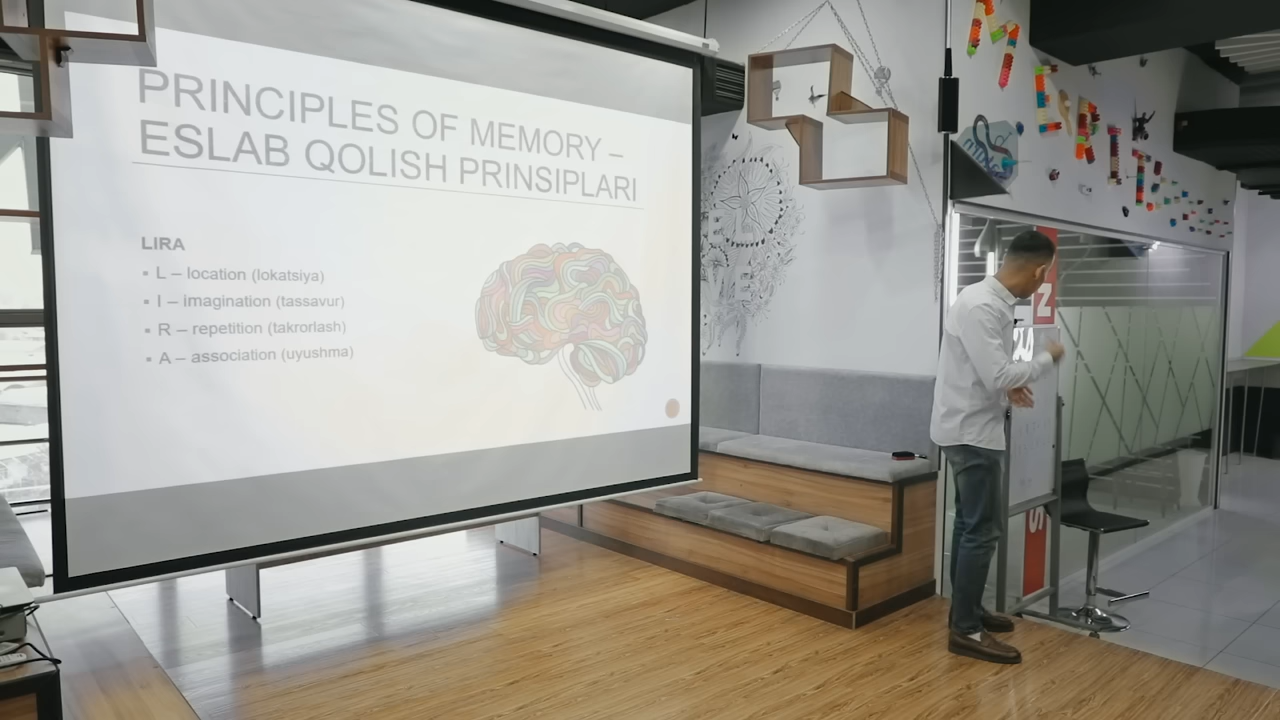 PRINCIPLES OF MEMORY –
ESLAB QOLISH PRINSIPLARI
LIRA
▪ L – location (lokatsiya)
▪ I – imagination (tassavur)
▪ R – repetition (takrorlash)
▪ A – association (uyushma)
N
S